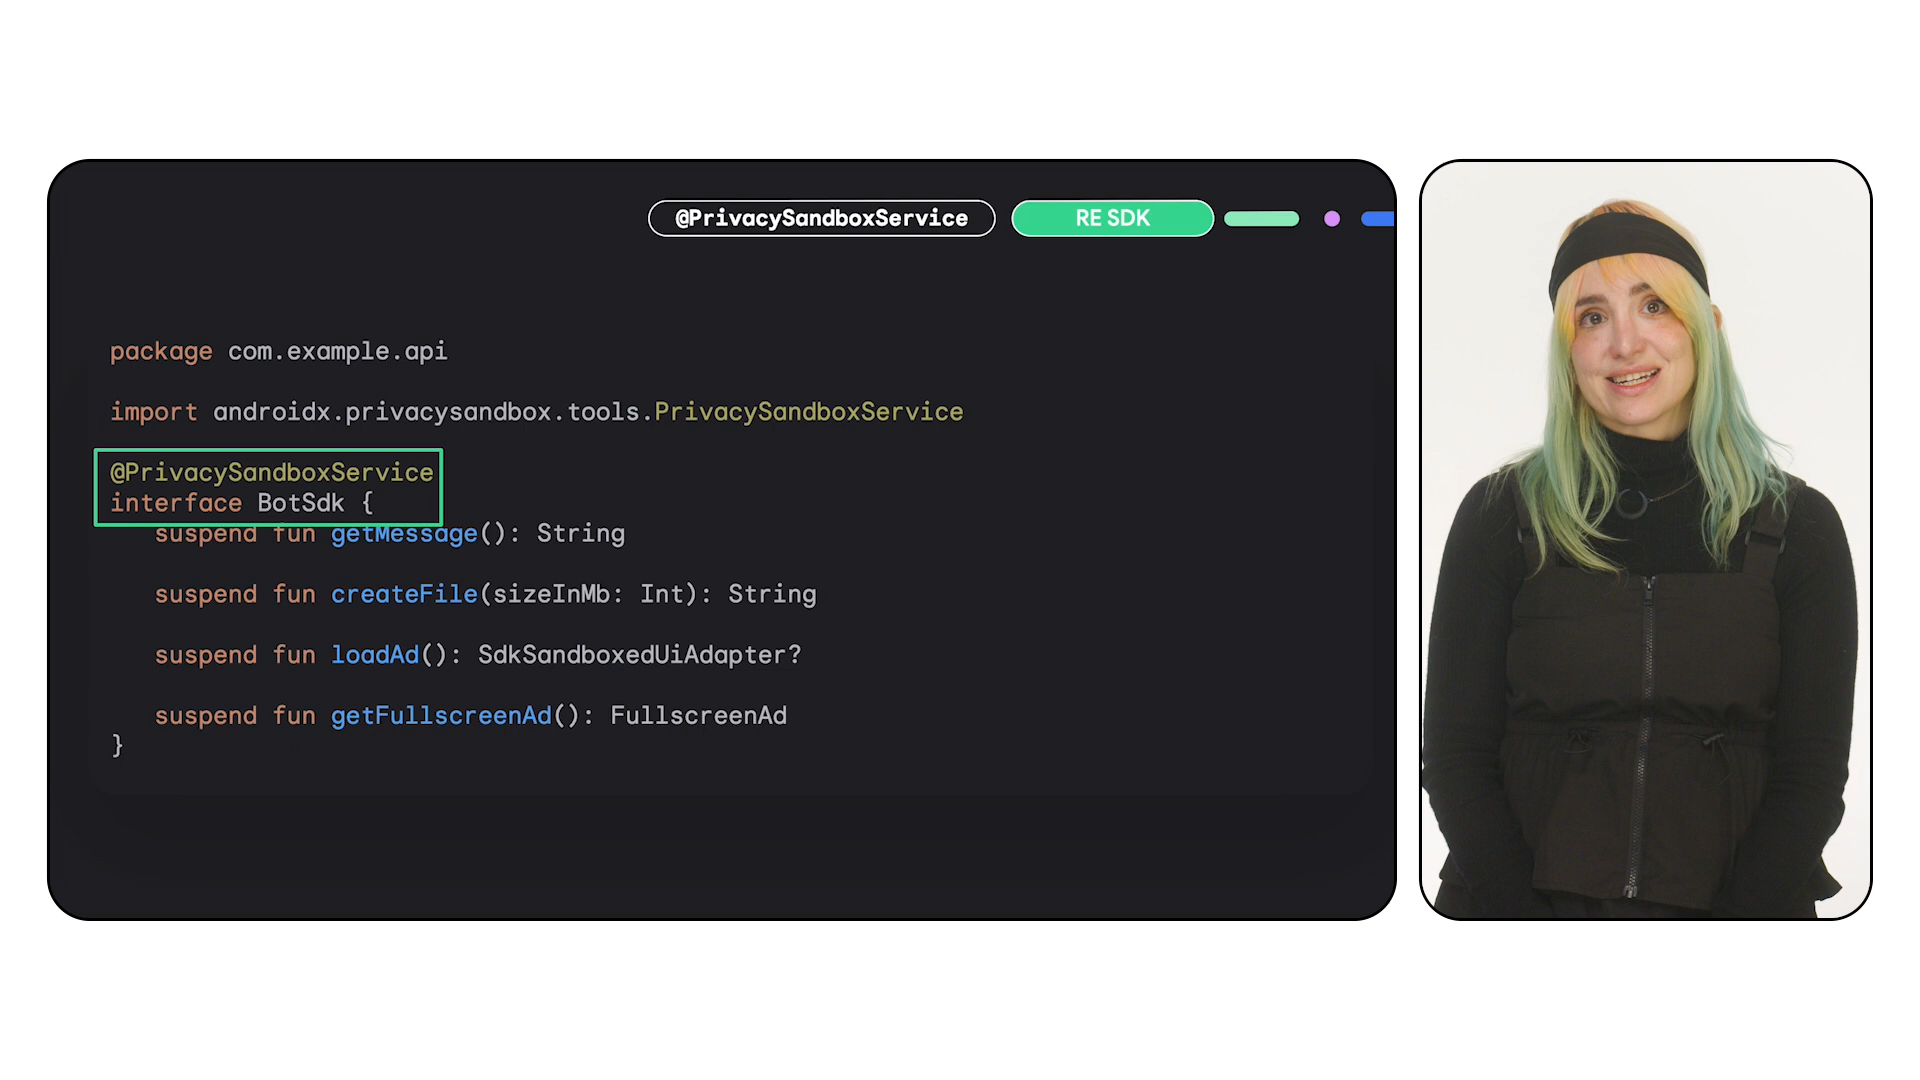 @PrivacySandboxService
RE SDK
package com.example.api
import androidx.privacysandbox.tools.PrivacySandboxService
@PrivacySandboxService
interface BotSdk {
suspend fun getMessage(): String
suspend fun createFile(sizeInMb: Int): String
suspend fun loadAd(): SdkSandboxedUiAdapter?
suspend fun getFullscreenAd(): FullscreenAd
}